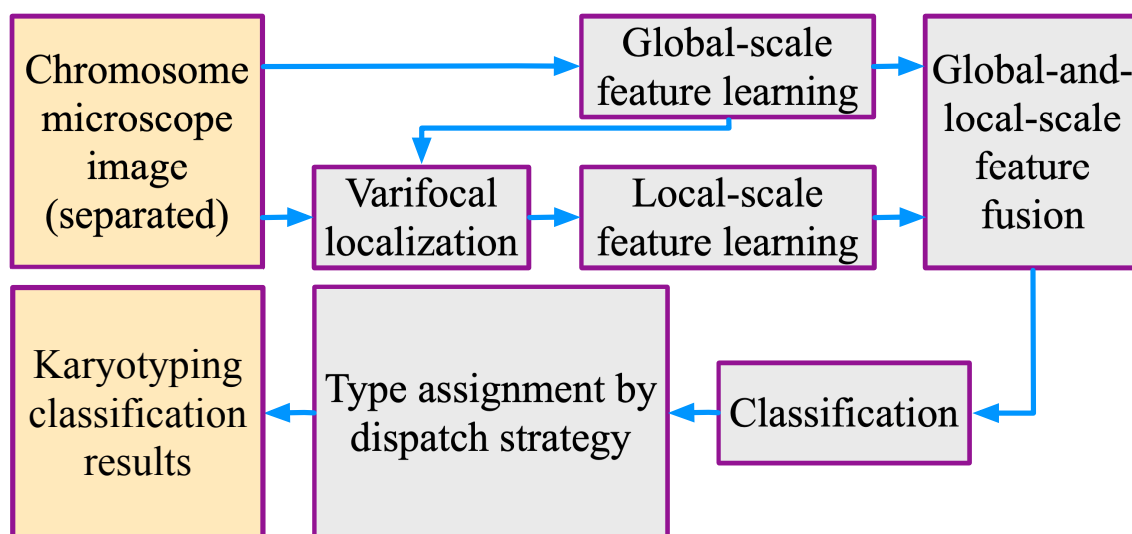 Chromosome
microscope
image
(separated)
Global-scale
feature learning
Varifocal
localization
Local-scale
feature learning
Global-and-
local-scale
feature
fusion
Karyotyping
classification
results
Type assignment by
dispatch strategy
Classification